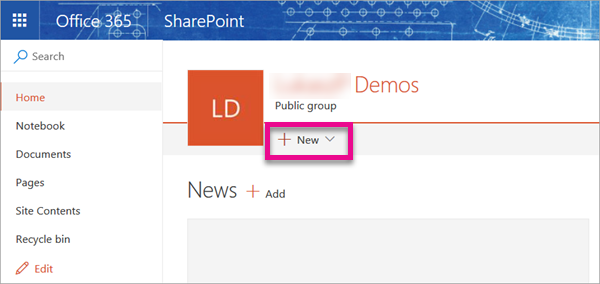 Office 365 SharePoint
Search
Home
Notebook
Documents
Pages
Site Contents
Recycle bin
Edit
LD
Demos
Public group
New
News
Add